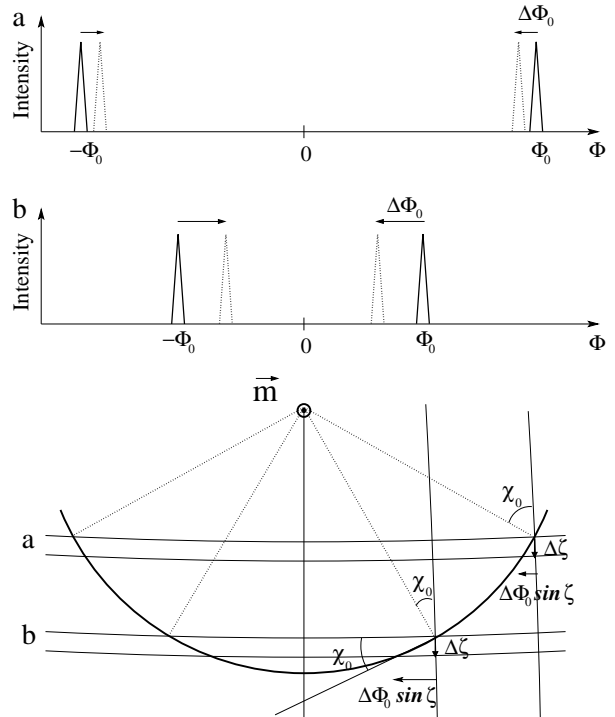 a
Intensity
ΔΦ₀
−Φ₀
0
Φ₀
Φ
b
Intensity
ΔΦ₀
−Φ₀
0
Φ₀
Φ
m
χ₀
a
Δζ
χ₀
ΔΦ₀ sin ζ
b
χ₀
Δζ
ΔΦ₀ sin ζ